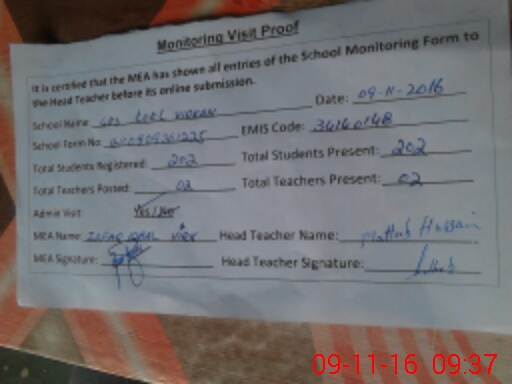 Monitoring Visit Proof
It is certified that the MEA has shown all entries of the School Monitoring Form to
the Head Teacher before its online submission.
Date: 09-11-2016
School Name
School Form No EMIS Code: 34160148
Total Students Registered: 202 Total Students Present: 202
Total Teachers Posted: 02 Total Teachers Present: 02
Admin Visit Yes/No
MEA Name: Head Teacher Name: Hussain
MEA Signature: Head Teacher Signature:
09-11-16 09:37